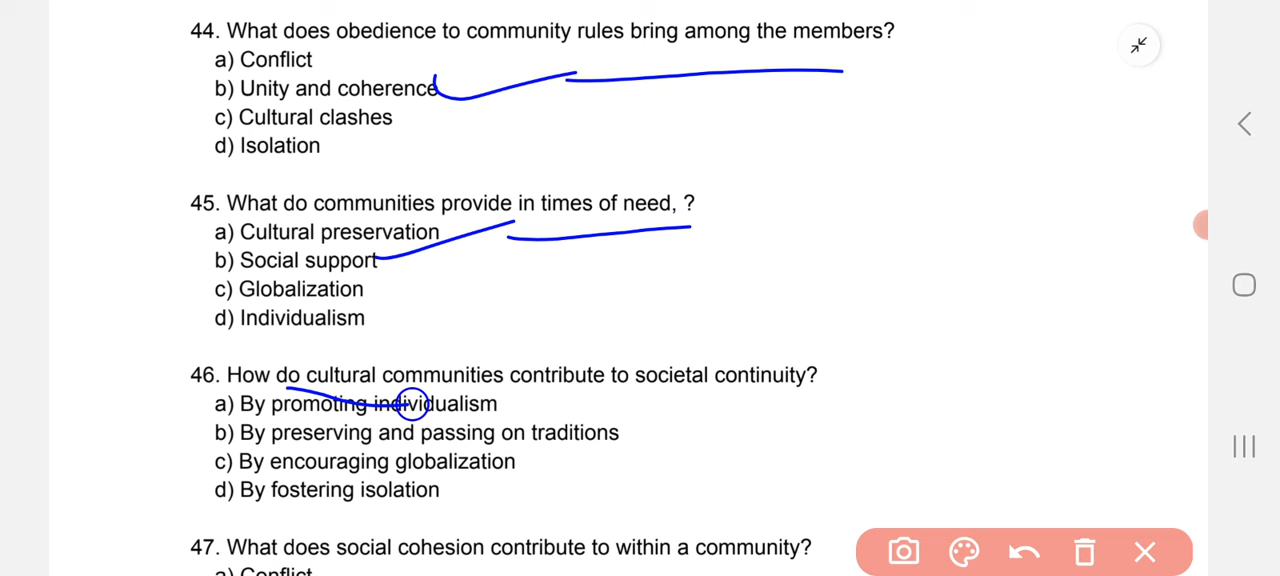 44. What does obedience to community rules bring among the members?
a) Conflict
b) Unity and coherence
c) Cultural clashes
d) Isolation
45. What do communities provide in times of need, ?
a) Cultural preservation
b) Social support
c) Globalization
d) Individualism
46. How do cultural communities contribute to societal continuity?
a) By promoting individualism
b) By preserving and passing on traditions
c) By encouraging globalization
d) By fostering isolation
47. What does social cohesion contribute to within a community?
a) Conflict